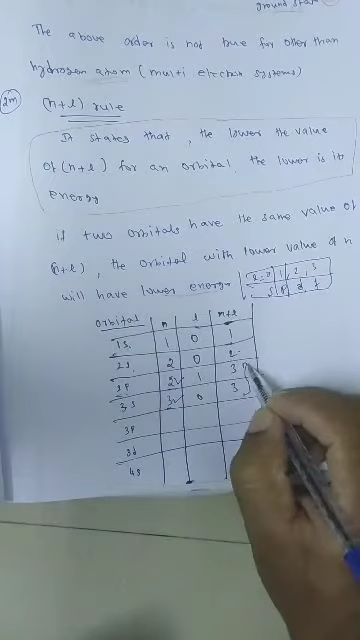 ground state
The above order is not true for other than
hydrogen atom (multi electron systems)
2m (n+l) rule
It states that, the lower the value
of (n+l) for an orbital, the lower is its
energy
if two orbitals have the same value of
(n+l), the orbital with lower value of n
will have lower energy
l=0 1, 2, 3
s p d f
orbital n l n+l
1s 1 0 1
2s 2 0 2
2p 2✓ 1 3
3s 3✓ 0 3
3p
3d
4s